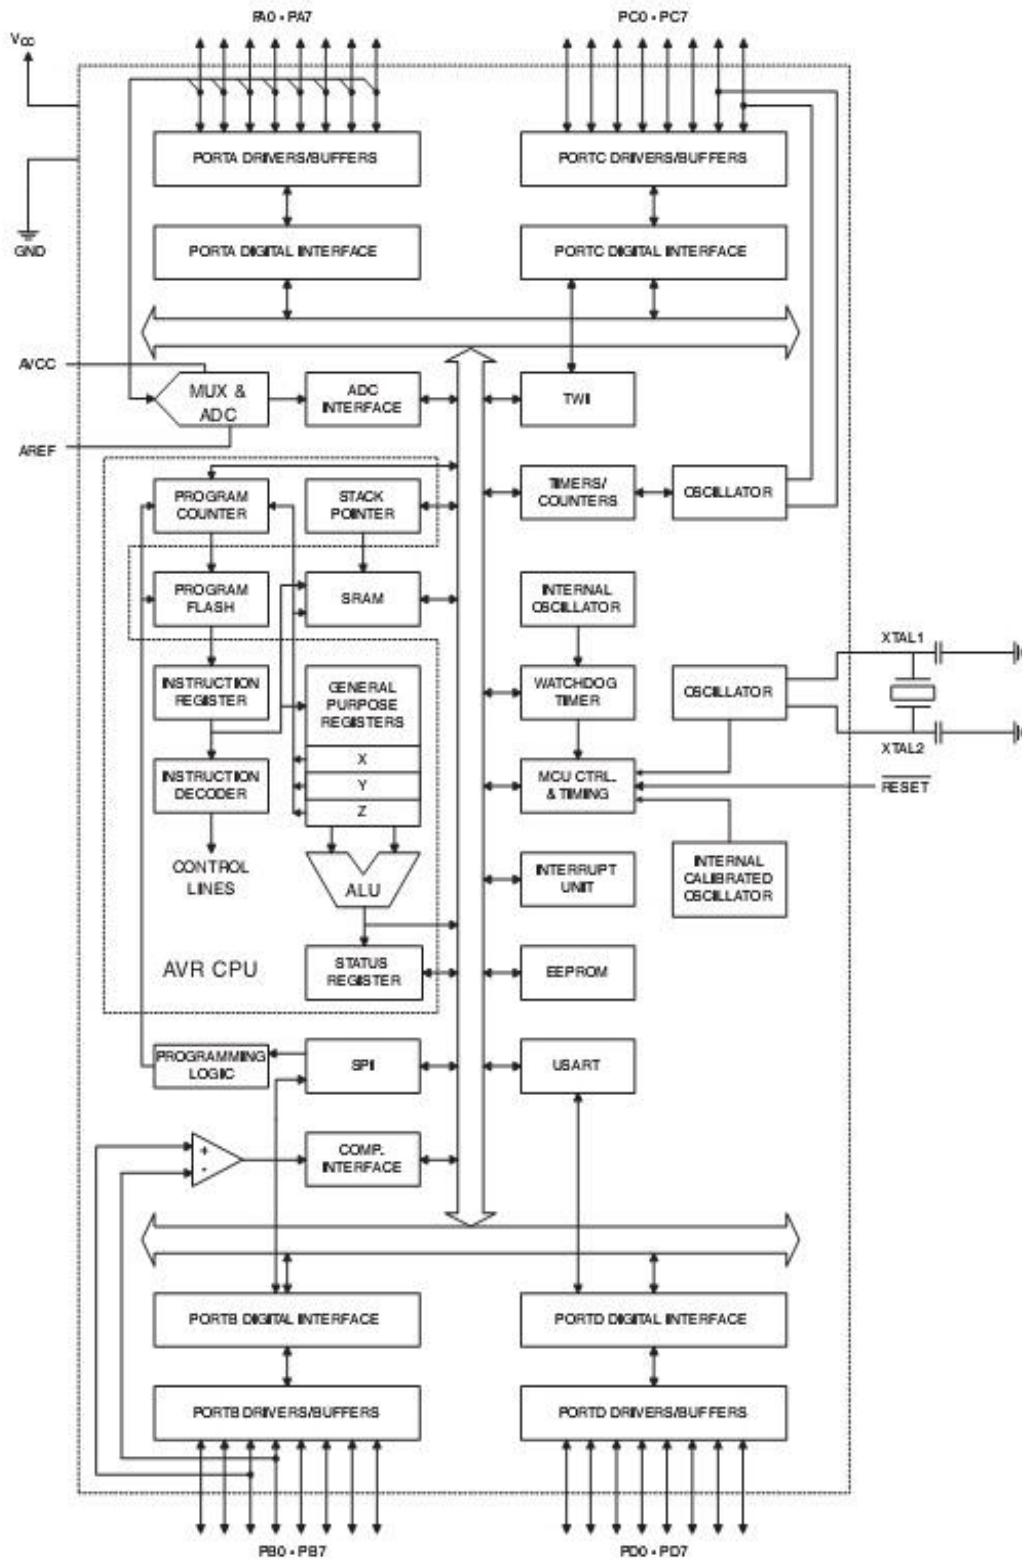 PA0 - PA7
PC0 - PC7
VCC
PORTA DRIVERS/BUFFERS
PORTC DRIVERS/BUFFERS
GND
PORTA DIGITAL INTERFACE
PORTC DIGITAL INTERFACE
AVCC
MUX &
ADC
ADC
INTERFACE
TWI
AREF
PROGRAM
COUNTER
STACK
POINTER
TIMERS/
COUNTERS
OSCILLATOR
PROGRAM
FLASH
SRAM
INTERNAL
OSCILLATOR
XTAL1
INSTRUCTION
REGISTER
GENERAL
PURPOSE
REGISTERS
WATCHDOG
TIMER
OSCILLATOR
XTAL2
X
INSTRUCTION
DECODER
Y
MCU CTRL.
& TIMING
RESET
Z
CONTROL
LINES
ALU
INTERRUPT
UNIT
INTERNAL
CALIBRATED
OSCILLATOR
AVR CPU
STATUS
REGISTER
EEPROM
PROGRAMMING
LOGIC
SPI
USART
+
-
COMP.
INTERFACE
PORTB DIGITAL INTERFACE
PORTD DIGITAL INTERFACE
PORTB DRIVERS/BUFFERS
PORTD DRIVERS/BUFFERS
PB0 - PB7
PD0 - PD7